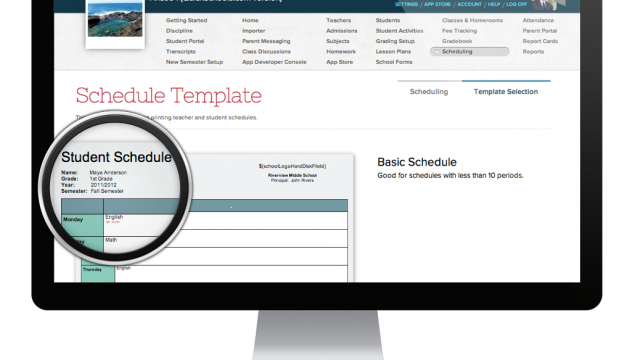 SETTINGS / APP STORE / ACCOUNT / HELP / LOG OFF
Getting Started Home Teachers Students Classes & Homerooms Attendance
Discipline Importer Admissions Student Activities Fee Tracking Parent Portal
Student Portal Parent Messaging Subjects Grading Setup Gradebook Report Cards
Transcripts Class Discussions Homework Lesson Plans Scheduling Reports
New Semester Setup App Developer Console App Store School Forms
Schedule Template
Scheduling Template Selection
printing teacher and student schedules.
Student Schedule
Name: Maya Anderson
Grade: 1st Grade
Year: 2011/2012
Semester: Fall Semester
${schoolLogoHardDiskField}
Riverview Middle School
Principal: John Rivers
Basic Schedule
Good for schedules with less than 10 periods.
Monday English
Math
Thursday English